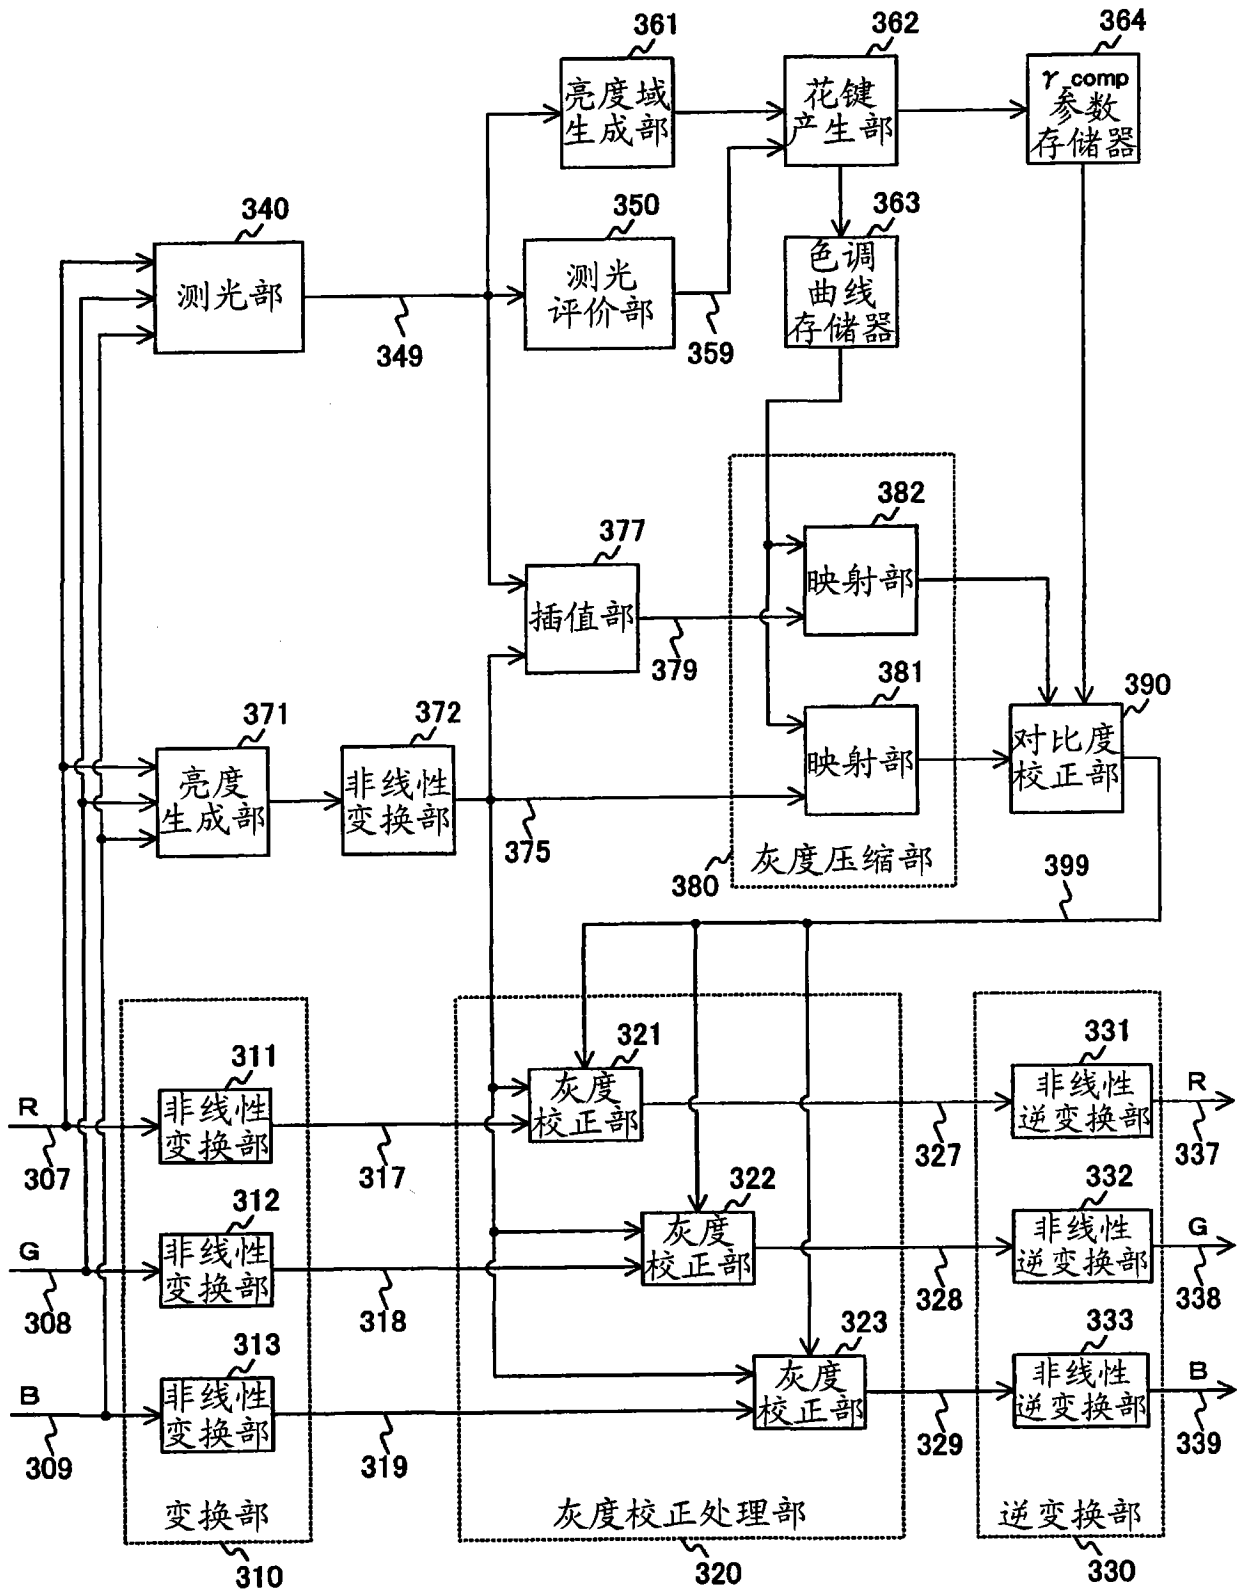 361
362
364
亮度域
生成部
花键
产生部
γ_comp
参数
存储器
340
350
363
测光部
测光
评价部
色调
曲线
存储器
349
359
382
377
映射部
插值部
379
381
390
371
372
亮度
生成部
非线性
变换部
映射部
对比度
校正部
375
380
灰度压缩部
399
321
331
311
R
307
非线性
变换部
317
灰度
校正部
327
非线性
逆变换部
R
337
312
322
332
G
308
非线性
变换部
318
灰度
校正部
328
非线性
逆变换部
G
338
313
323
333
B
309
非线性
变换部
319
灰度
校正部
329
非线性
逆变换部
B
339
变换部
灰度校正处理部
逆变换部
310
320
330